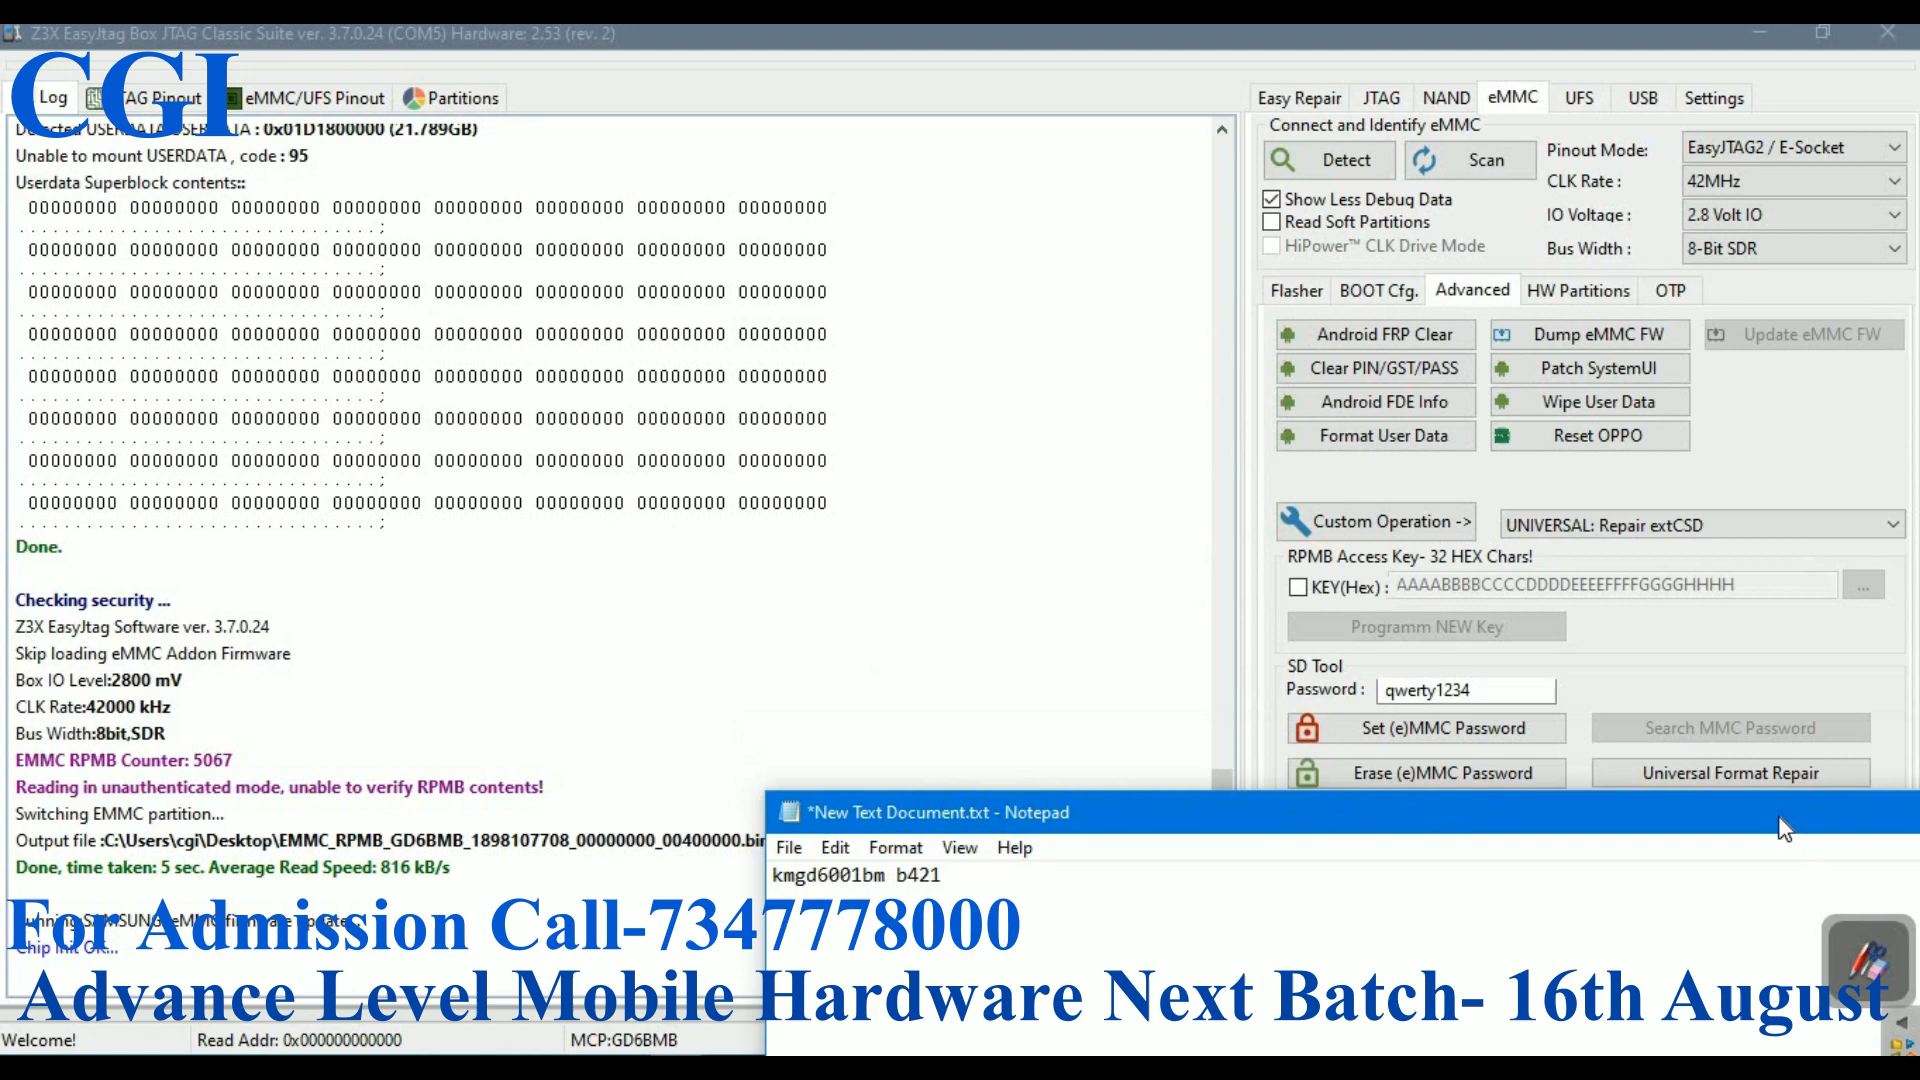 Z3X EasyJtag Box JTAG Classic Suite ver. 3.7.0.24 (COM5) Hardware: 2.53 (rev. 2)
CGI
Log TAG Pinout eMMC/UFS Pinout Partitions
: 0x01D1800000 (21.789GB)
Unable to mount USERDATA , code : 95
Userdata Superblock contents::
00000000 00000000 00000000 00000000 00000000 00000000 00000000 00000000
. . . . . . . . . . . . . . . . . . . . . . . . . . . . . . . . ;
00000000 00000000 00000000 00000000 00000000 00000000 00000000 00000000
. . . . . . . . . . . . . . . . . . . . . . . . . . . . . . . . ;
00000000 00000000 00000000 00000000 00000000 00000000 00000000 00000000
. . . . . . . . . . . . . . . . . . . . . . . . . . . . . . . . ;
00000000 00000000 00000000 00000000 00000000 00000000 00000000 00000000
. . . . . . . . . . . . . . . . . . . . . . . . . . . . . . . . ;
00000000 00000000 00000000 00000000 00000000 00000000 00000000 00000000
. . . . . . . . . . . . . . . . . . . . . . . . . . . . . . . . ;
00000000 00000000 00000000 00000000 00000000 00000000 00000000 00000000
. . . . . . . . . . . . . . . . . . . . . . . . . . . . . . . . ;
00000000 00000000 00000000 00000000 00000000 00000000 00000000 00000000
. . . . . . . . . . . . . . . . . . . . . . . . . . . . . . . . ;
00000000 00000000 00000000 00000000 00000000 00000000 00000000 00000000
. . . . . . . . . . . . . . . . . . . . . . . . . . . . . . . . ;
Done.
Checking security ...
Z3X EasyJtag Software ver. 3.7.0.24
Skip loading eMMC Addon Firmware
Box IO Level:2800 mV
CLK Rate:42000 kHz
Bus Width:8bit,SDR
EMMC RPMB Counter: 5067
Reading in unauthenticated mode, unable to verify RPMB contents!
Switching EMMC partition...
Output file :C:\Users\cgi\Desktop\EMMC_RPMB_GD6BMB_1898107708_00000000_00400000.bin
Done, time taken: 5 sec. Average Read Speed: 816 kB/s
Chip Init OK...
Welcome! Read Addr: 0x000000000000 MCP:GD6BMB
Easy Repair JTAG NAND eMMC UFS USB Settings
Connect and Identify eMMC
Detect Scan
Pinout Mode: EasyJTAG2 / E-Socket
CLK Rate : 42MHz
Show Less Debug Data
IO Voltage : 2.8 Volt IO
Read Soft Partitions
HiPower™ CLK Drive Mode
Bus Width : 8-Bit SDR
Flasher BOOT Cfg. Advanced HW Partitions OTP
Android FRP Clear Dump eMMC FW Update eMMC FW
Clear PIN/GST/PASS Patch SystemUI
Android FDE Info Wipe User Data
Format User Data Reset OPPO
Custom Operation -> UNIVERSAL: Repair extCSD
RPMB Access Key- 32 HEX Chars!
KEY(Hex) : AAAABBBBCCCCDDDDEEEEFFFFGGGGHHHH ...
Programm NEW Key
SD Tool
Password : qwerty1234
Set (e)MMC Password Search MMC Password
Erase (e)MMC Password Universal Format Repair
*New Text Document.txt - Notepad
File Edit Format View Help
kmgd6001bm b421
For Admission Call-7347778000
Advance Level Mobile Hardware Next Batch- 16th August